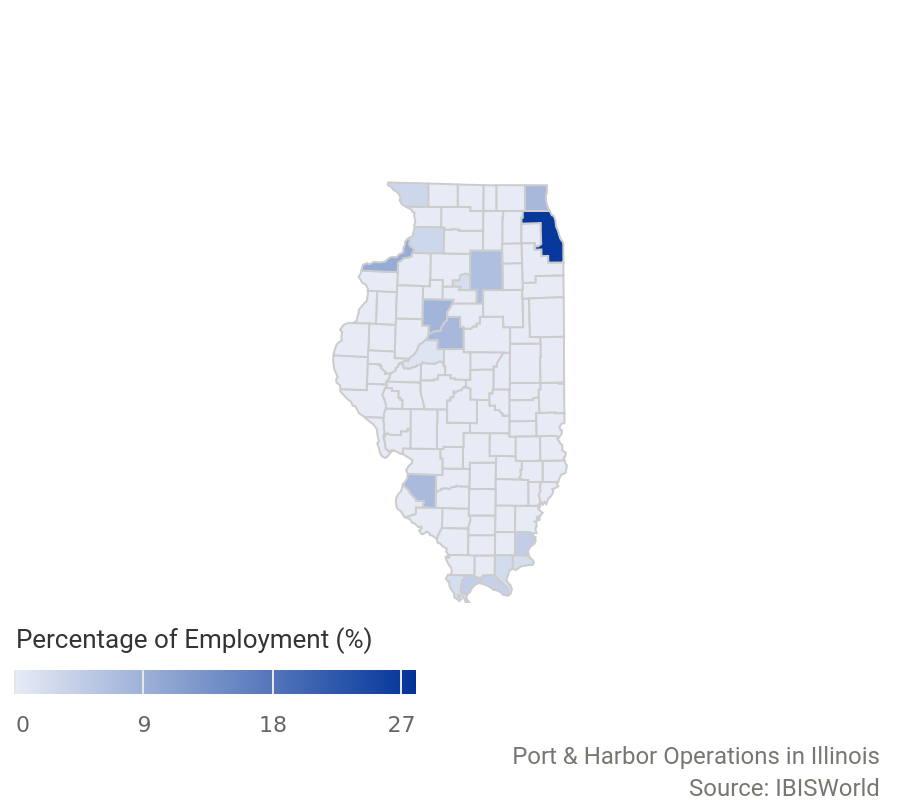 Percentage of Employment (%)
0 9 18 27
Port & Harbor Operations in Illinois
Source: IBISWorld